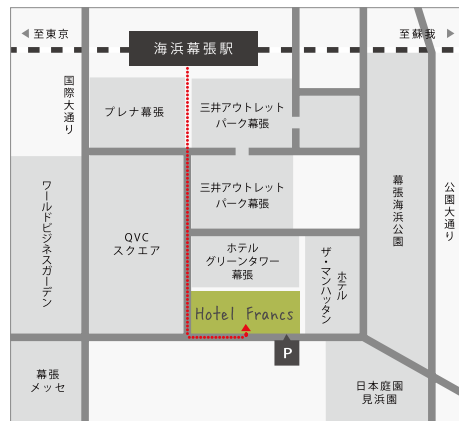 至東京
至蘇我
海浜幕張駅
国際大通り
プレナ幕張
三井アウトレット
パーク幕張
三井アウトレット
パーク幕張
幕張海浜公園
公園大通り
ワールドビジネスガーデン
QVC
スクエア
ホテル
グリーンタワー
幕張
ホテル
ザ・マンハッタン
Hotel Francs
P
幕張
メッセ
日本庭園
見浜園